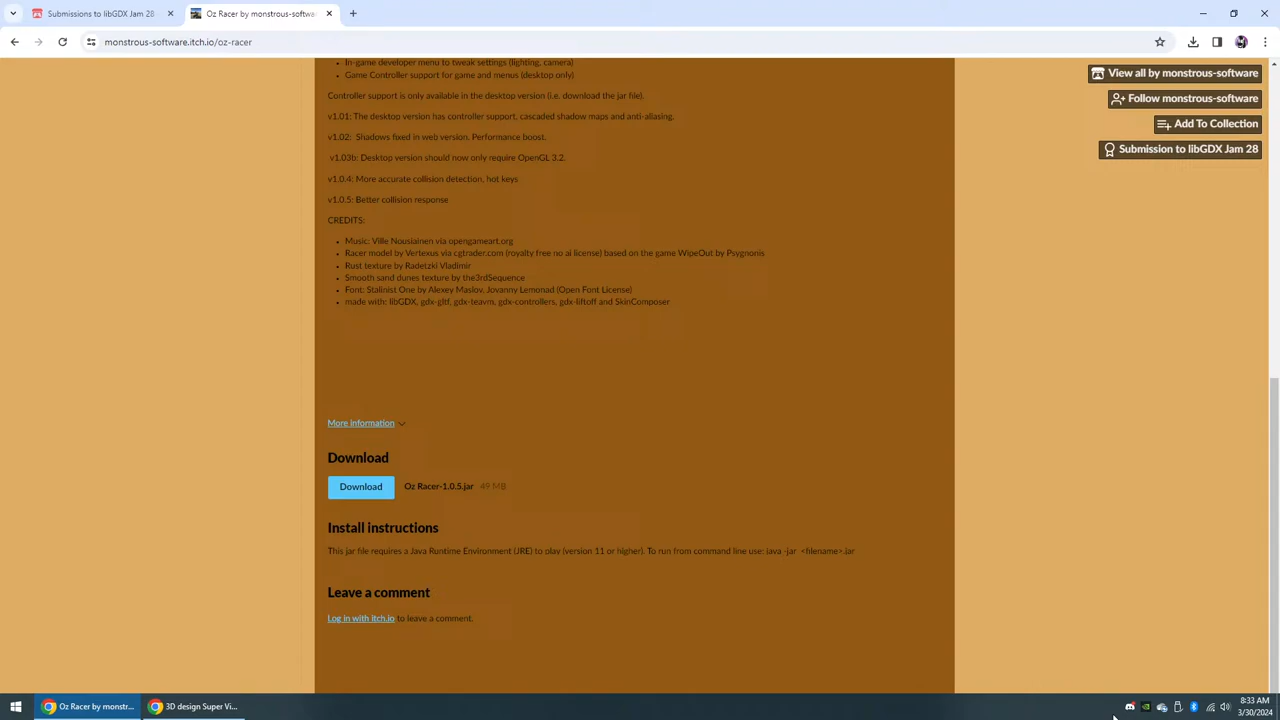 Submissions to libGDX Jam 28
Oz Racer by monstrous-softwa
monstrous-software.itch.io/oz-racer
In-game developer menu to tweak settings (lighting, camera)
Game Controller support for game and menus (desktop only)
Controller support is only available in the desktop version (i.e. download the jar file).
v1.01: The desktop version has controller support, cascaded shadow maps and anti-aliasing.
v1.02: Shadows fixed in web version. Performance boost.
v1.03b: Desktop version should now only require OpenGL 3.2.
v1.0.4: More accurate collision detection, hot keys
v1.0.5: Better collision response
CREDITS:
Music: Ville Nousiainen via opengameart.org
Racer model by Vertexus via cgtrader.com (royalty free no ai license) based on the game WipeOut by Psygnonis
Rust texture by Radetzki Vladimir
Smooth sand dunes texture by the3rdSequence
Font: Stalinist One by Alexey Maslov, Jovanny Lemonad (Open Font License)
made with: libGDX, gdx-gltf, gdx-teavm, gdx-controllers, gdx-liftoff and SkinComposer
View all by monstrous-software
Follow monstrous-software
Add To Collection
Submission to libGDX Jam 28
More information
Download
Download Oz Racer-1.0.5.jar 49 MB
Install instructions
This jar file requires a Java Runtime Environment (JRE) to play (version 11 or higher). To run from command line use: java -jar <filename>.jar
Leave a comment
Log in with itch.io to leave a comment.
Oz Racer by monstr...
3D design Super Vi...
8:33 AM
3/30/2024